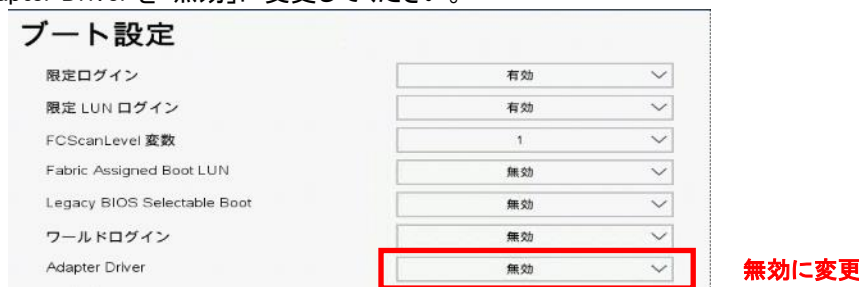 Adapter Driver を「無効」に変更してください。
ブート設定
限定ログイン 有効
限定 LUN ログイン 有効
FCScanLevel 変数 1
Fabric Assigned Boot LUN 無効
Legacy BIOS Selectable Boot 無効
ワールドログイン 無効
Adapter Driver 無効
無効に変更